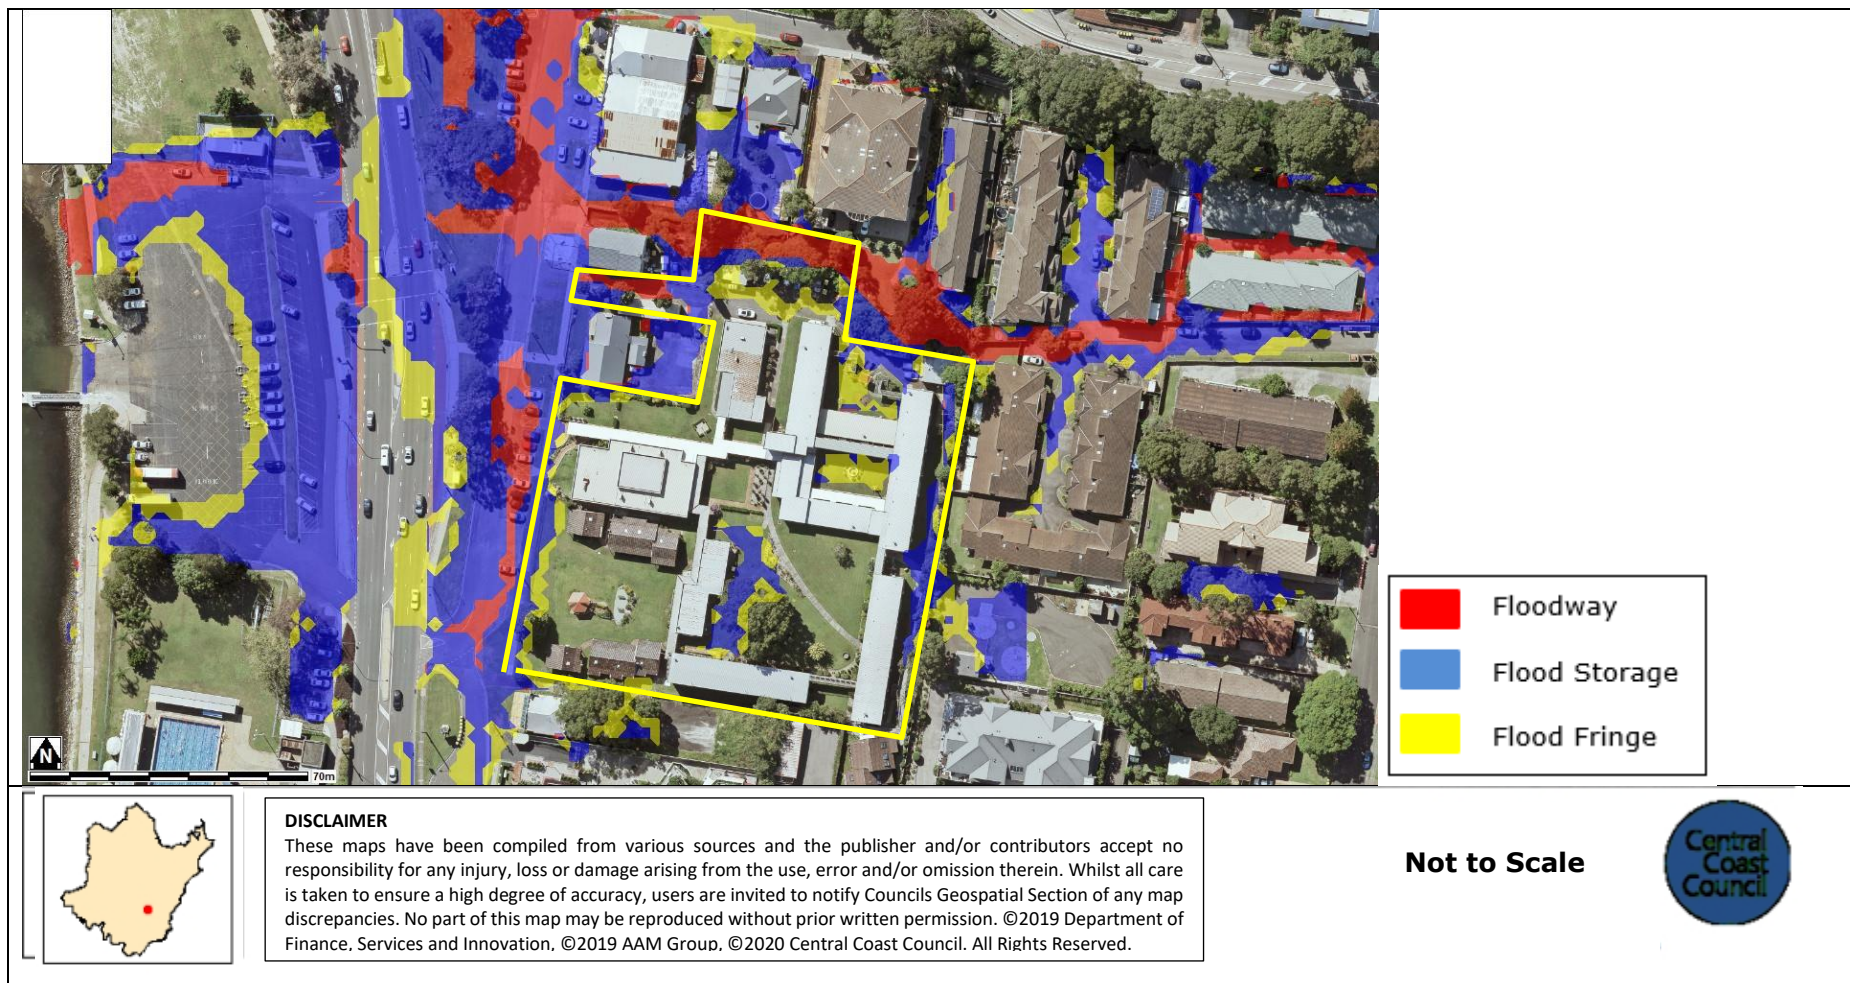 Floodway
Flood Storage
Flood Fringe
N
70m
DISCLAIMER
These maps have been compiled from various sources and the publisher and/or contributors accept no
responsibility for any injury, loss or damage arising from the use, error and/or omission therein. Whilst all care
is taken to ensure a high degree of accuracy, users are invited to notify Councils Geospatial Section of any map
discrepancies. No part of this map may be reproduced without prior written permission. ©2019 Department of
Finance, Services and Innovation, ©2019 AAM Group, ©2020 Central Coast Council. All Rights Reserved.
Not to Scale
Central
Coast
Council